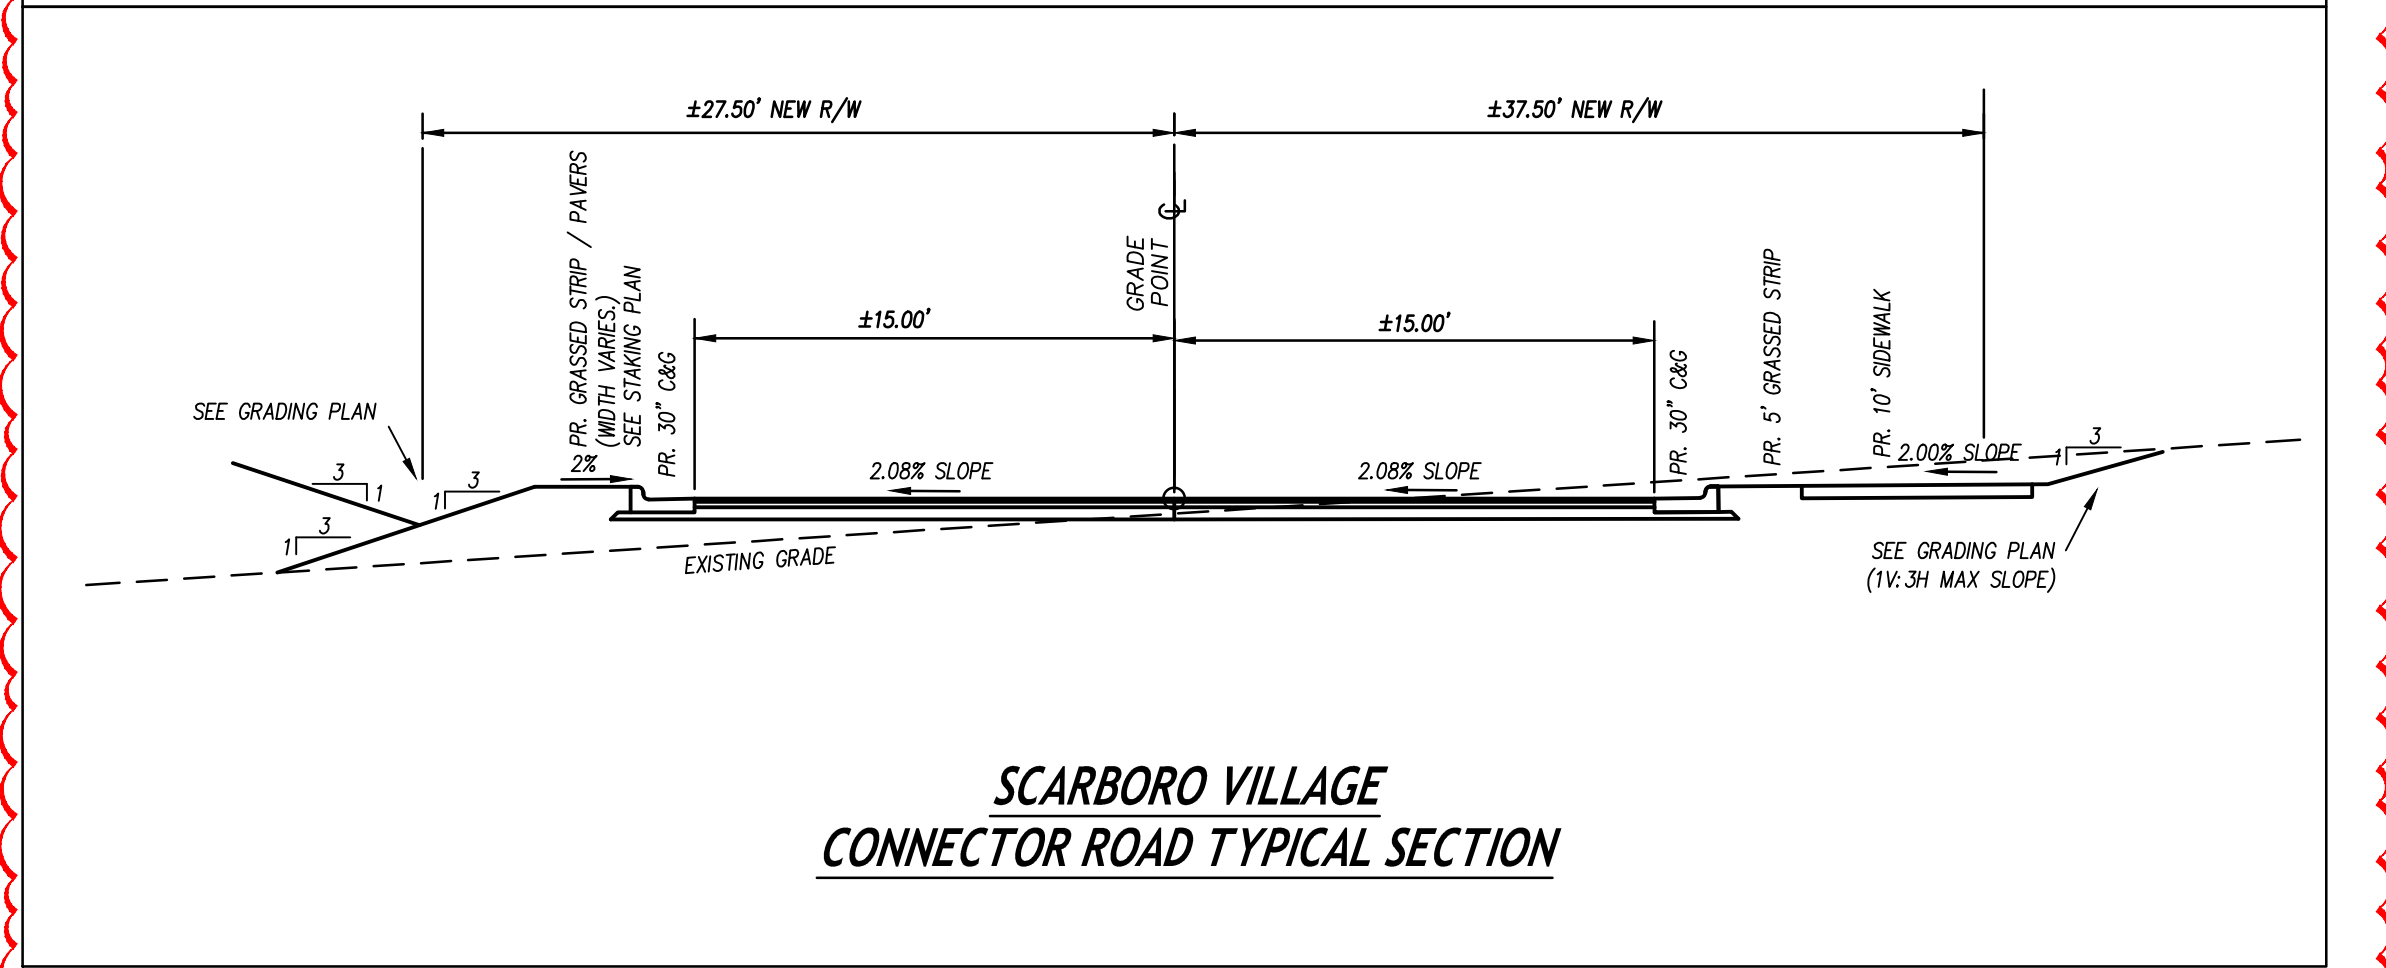 ±27.50' NEW R/W
±37.50' NEW R/W
PR. GRASSED STRIP / PAVERS
(WIDTH VARIES.)
SEE STAKING PLAN
PR. 30" C&G
GRADE
POINT
℄
±15.00'
±15.00'
PR. 30" C&G
PR. 5' GRASSED STRIP
PR. 10' SIDEWALK
SEE GRADING PLAN
2%
2.08% SLOPE
2.08% SLOPE
2.00% SLOPE
3
1
3
1
3
1
3
1
EXISTING GRADE
SEE GRADING PLAN
(1V:3H MAX SLOPE)
SCARBORO VILLAGE
CONNECTOR ROAD TYPICAL SECTION